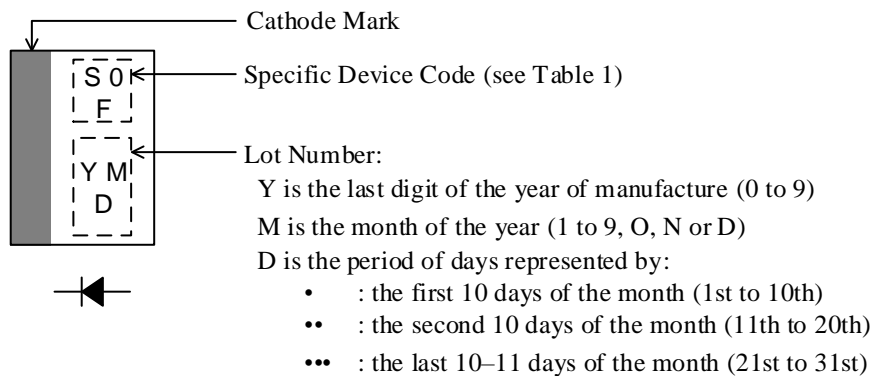 Cathode Mark
S 0
F
Specific Device Code (see Table 1)
Y M
D
Lot Number:
Y is the last digit of the year of manufacture (0 to 9)
M is the month of the year (1 to 9, O, N or D)
D is the period of days represented by:
• : the first 10 days of the month (1st to 10th)
•• : the second 10 days of the month (11th to 20th)
••• : the last 10–11 days of the month (21st to 31st)